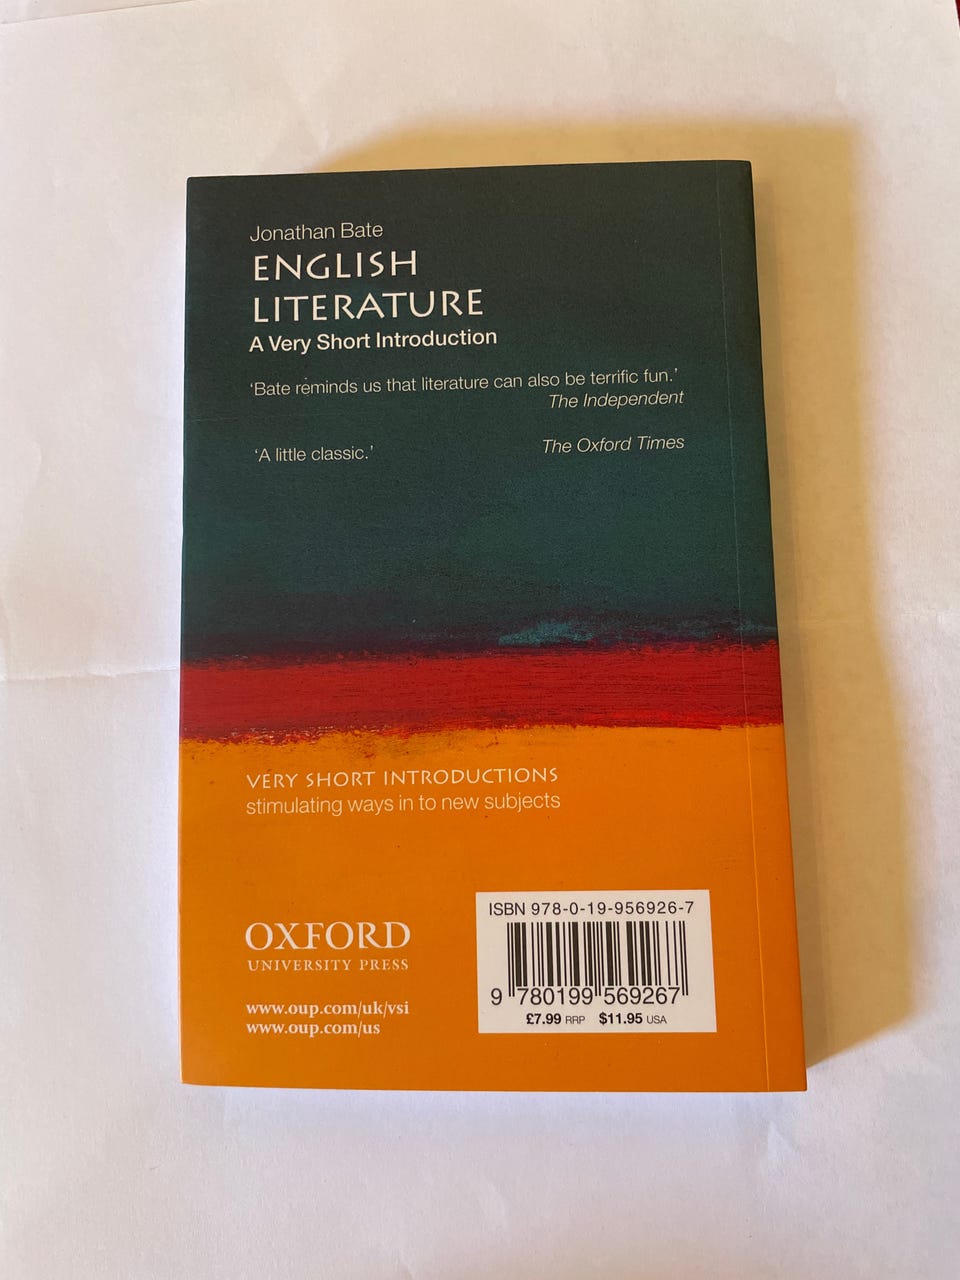 Jonathan Bate
ENGLISH
LITERATURE
A Very Short Introduction
‘Bate reminds us that literature can also be terrific fun.’
The Independent
‘A little classic.’ The Oxford Times
VERY SHORT INTRODUCTIONS
stimulating ways in to new subjects
OXFORD
UNIVERSITY PRESS
www.oup.com/uk/vsi
www.oup.com/us
ISBN 978-0-19-956926-7
9 780199 569267
£7.99 RRP $11.95 USA